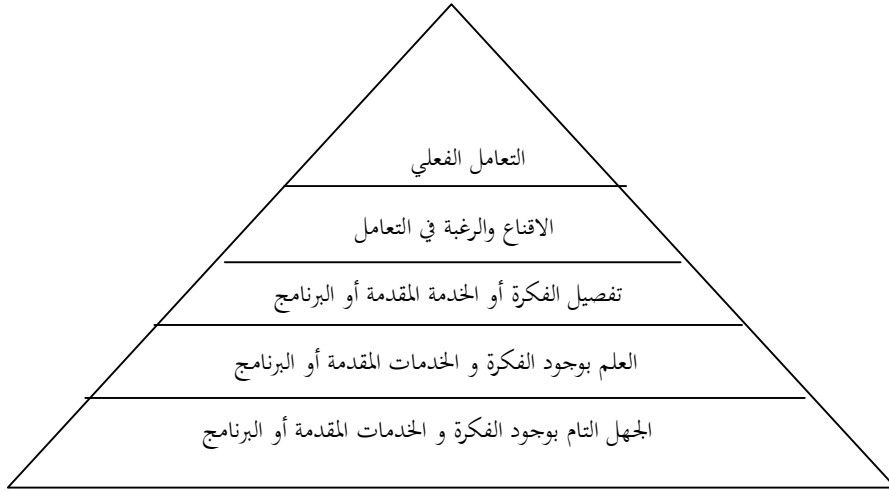 التعامل الفعلي
الاقناع والرغبة في التعامل
تفصيل الفكرة أو الخدمة المقدمة أو البرنامج
العلم بوجود الفكرة و الخدمات المقدمة أو البرنامج
الجهل التام بوجود الفكرة و الخدمات المقدمة أو البرنامج